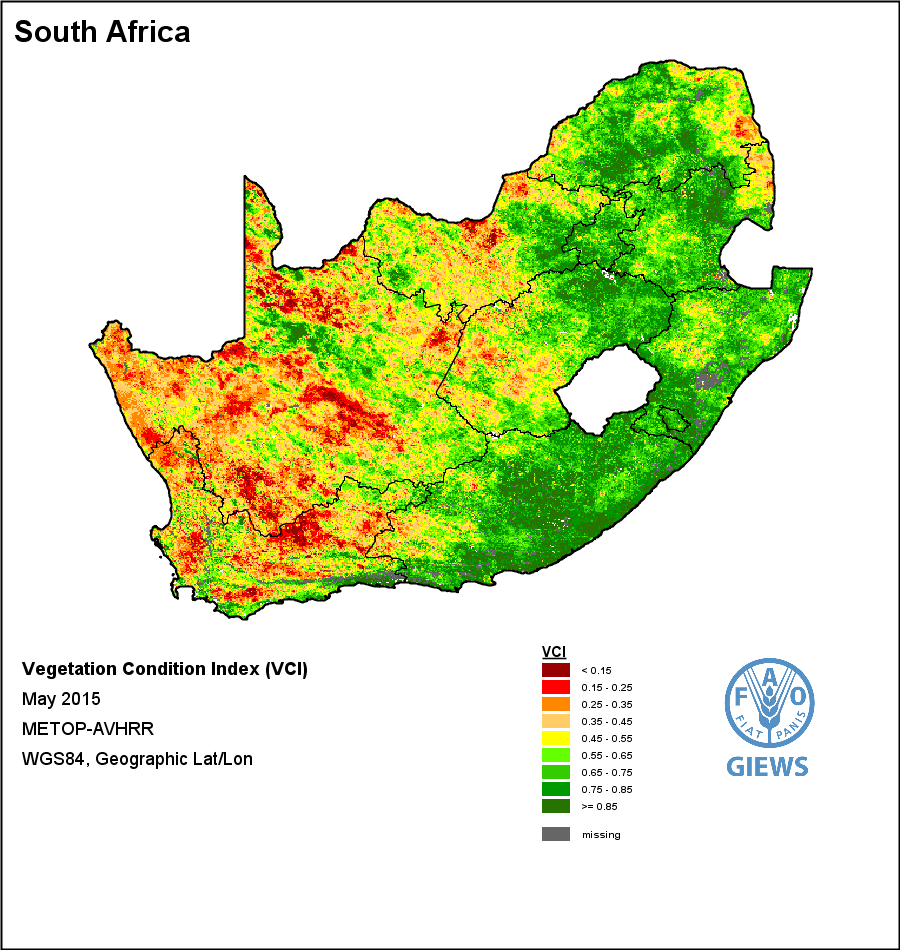 South Africa
Vegetation Condition Index (VCI)
May 2015
METOP-AVHRR
WGS84, Geographic Lat/Lon
VCI
< 0.15
0.15 - 0.25
0.25 - 0.35
0.35 - 0.45
0.45 - 0.55
0.55 - 0.65
0.65 - 0.75
0.75 - 0.85
>= 0.85
missing
FAO
FIAT PANIS
GIEWS